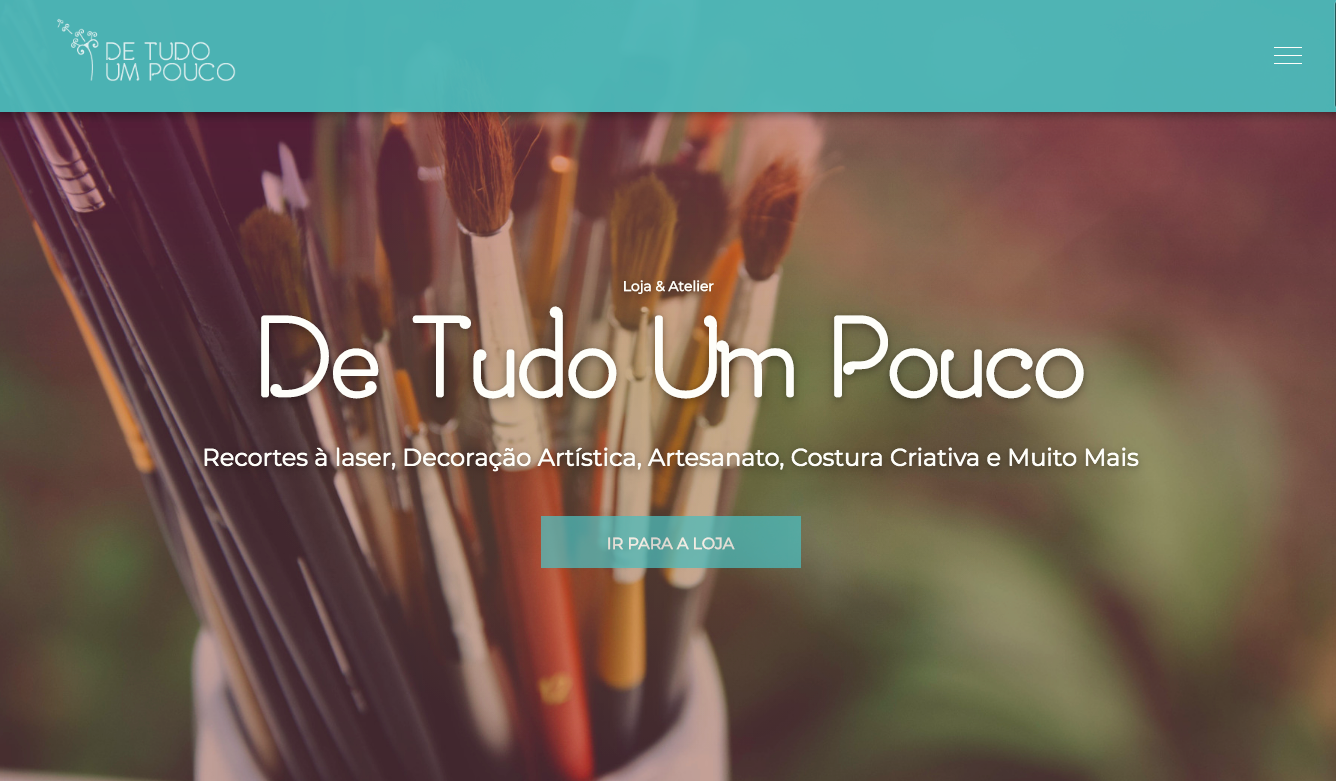 DE TUDO
UM POUCO
Loja & Atelier
De Tudo Um Pouco
Recortes à laser, Decoração Artística, Artesanato, Costura Criativa e Muito Mais
IR PARA A LOJA